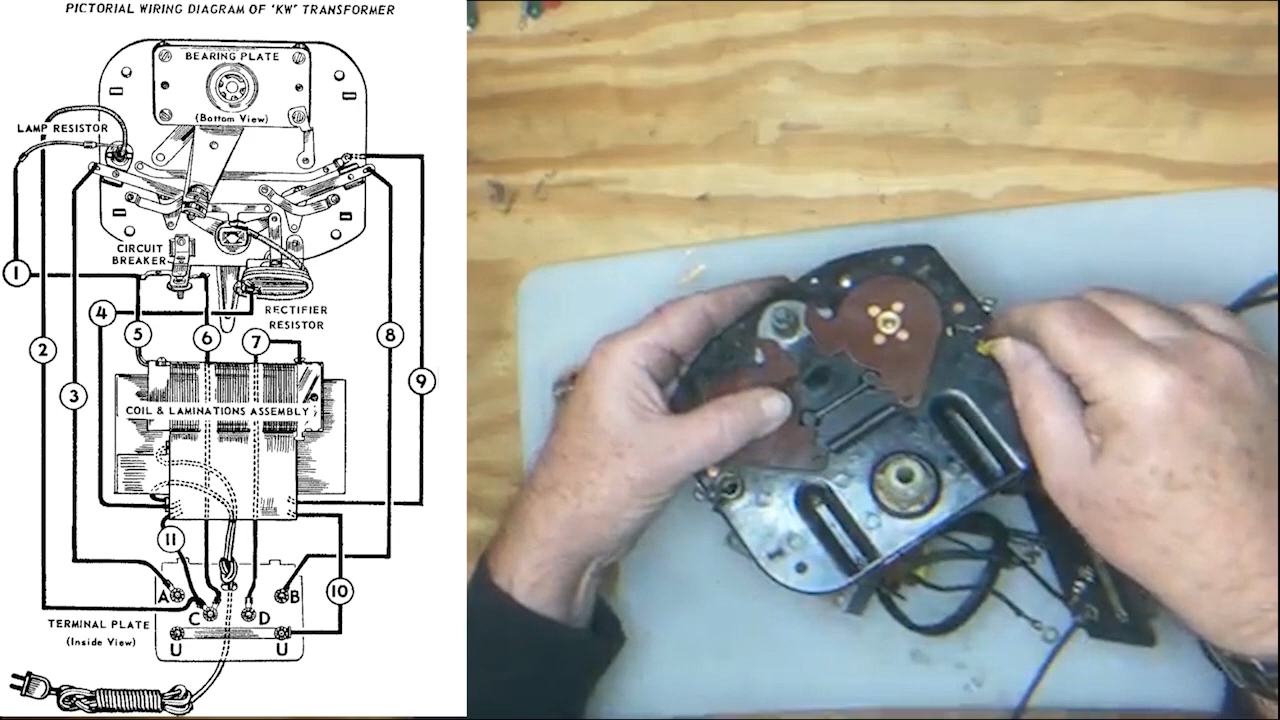 PICTORIAL WIRING DIAGRAM OF 'KW' TRANSFORMER
BEARING PLATE
(Bottom View)
LAMP RESISTOR
CIRCUIT
BREAKER
1
4
RECTIFIER
RESISTOR
5
6
7
2
8
3
9
COIL & LAMINATIONS ASSEMBLY
11
10
A
B
C
D
TERMINAL PLATE
(Inside View)
U
U